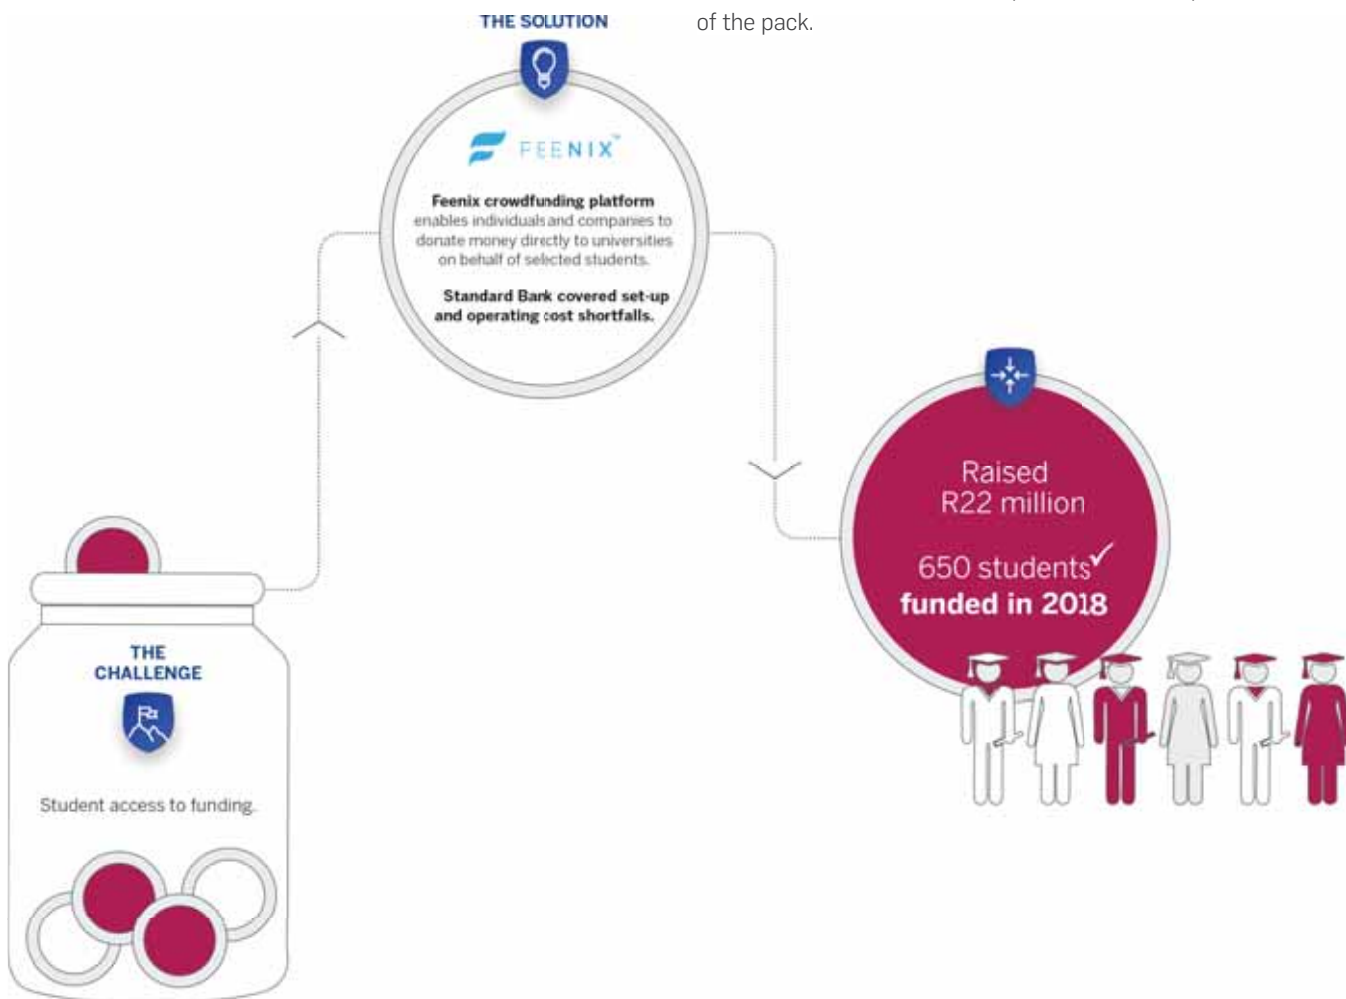 of the pack.
THE SOLUTION
FEENIX™
Feenix crowdfunding platform
enables individuals and companies to
donate money directly to universities
on behalf of selected students.
Standard Bank covered set-up
and operating cost shortfalls.
Raised
R22 million
650 students
funded in 2018
THE
CHALLENGE
Student access to funding.